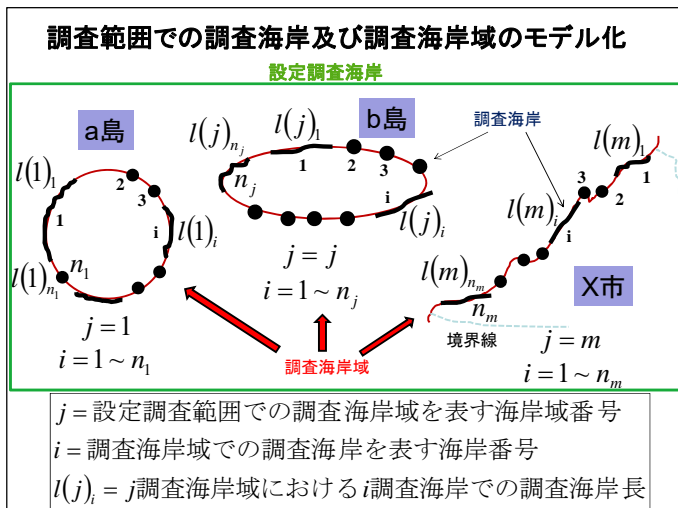 調査範囲での調査海岸及び調査海岸域のモデル化
設定調査海岸
a島
l(1)_1
1
2
3
i
l(1)_i
l(1)_{n_1}
n_1
j = 1
i = 1 ~ n_1
b島
l(j)_{n_j}
l(j)_1
n_j
1
2
3
i
l(j)_i
j = j
i = 1 ~ n_j
調査海岸
l(m)_1
1
2
3
l(m)_i
i
l(m)_{n_m}
n_m
X市
境界線
j = m
i = 1 ~ n_m
調査海岸域
j = 設定調査範囲での調査海岸域を表す海岸域番号
i = 調査海岸域での調査海岸を表す海岸番号
l(j)_i = j調査海岸域におけるi調査海岸での調査海岸長